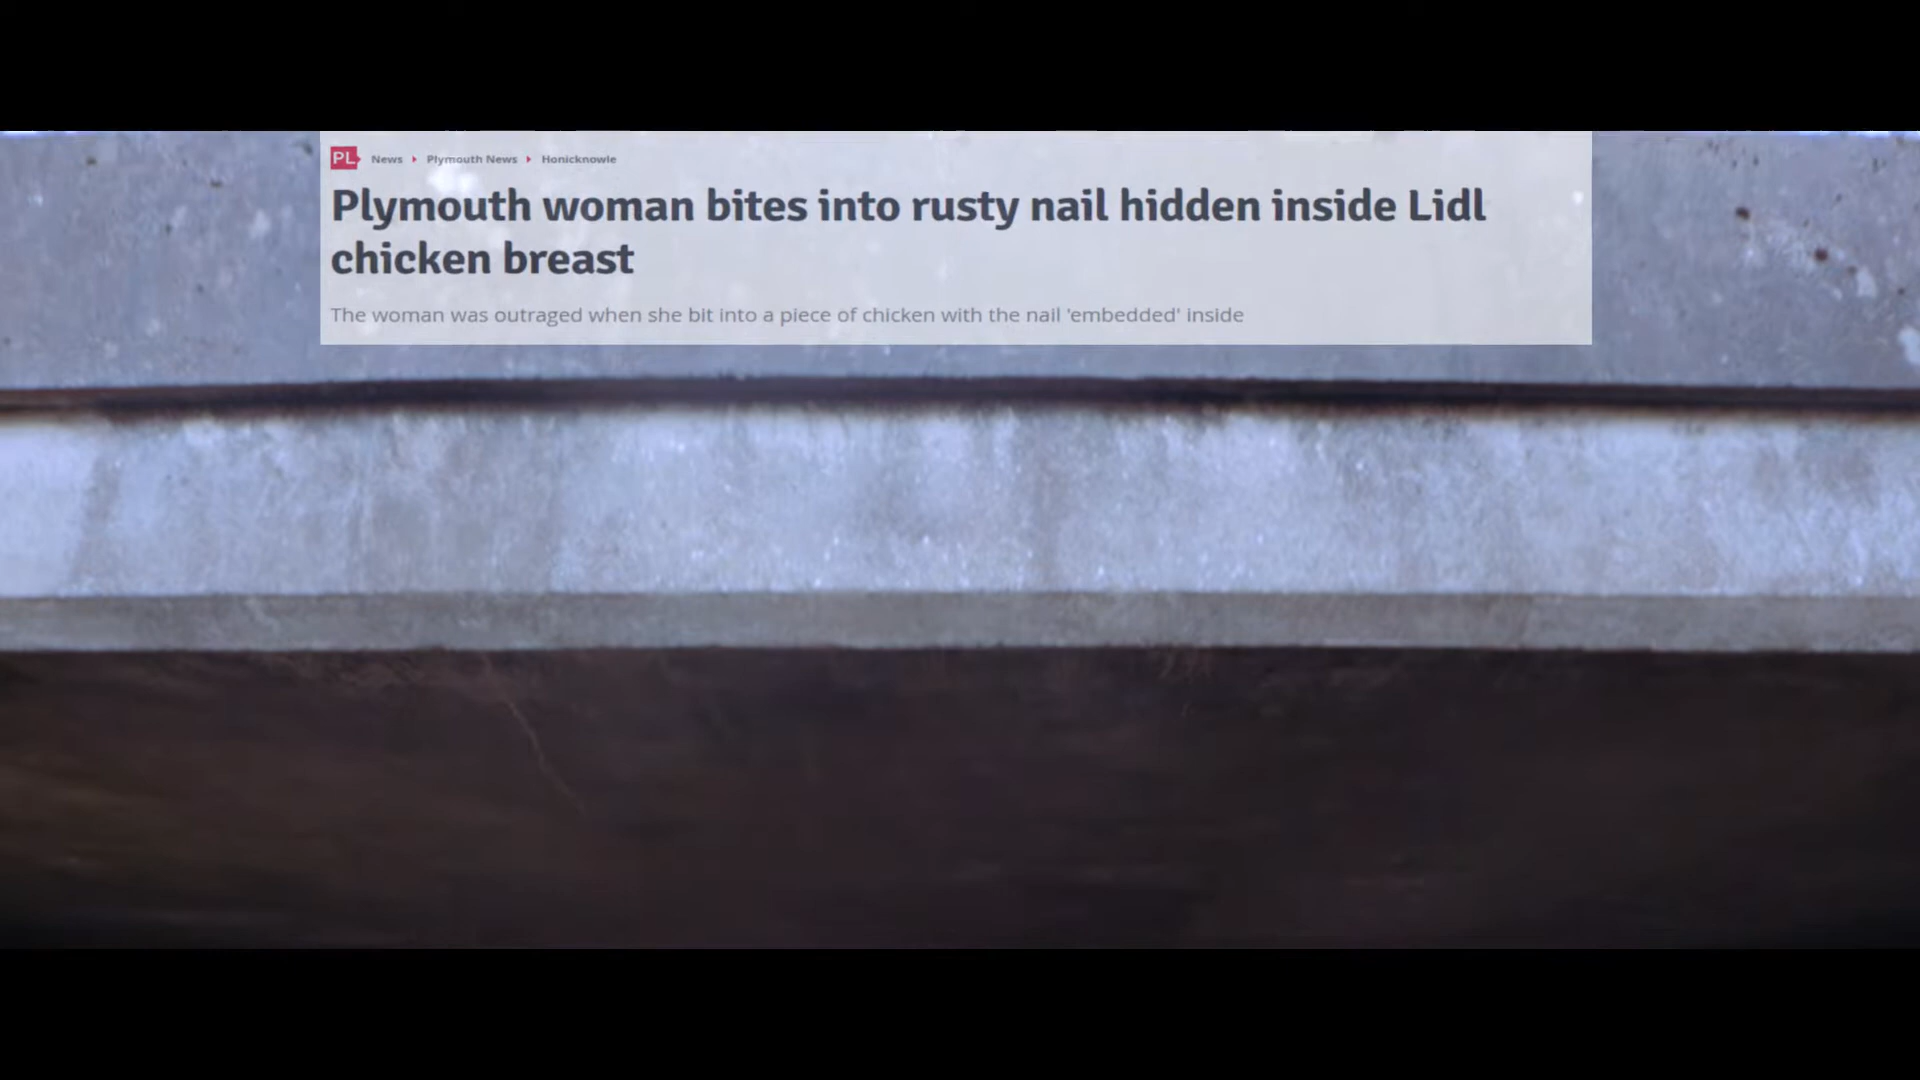 PL News Plymouth News Honicknowle
Plymouth woman bites into rusty nail hidden inside Lidl
chicken breast
The woman was outraged when she bit into a piece of chicken with the nail 'embedded' inside